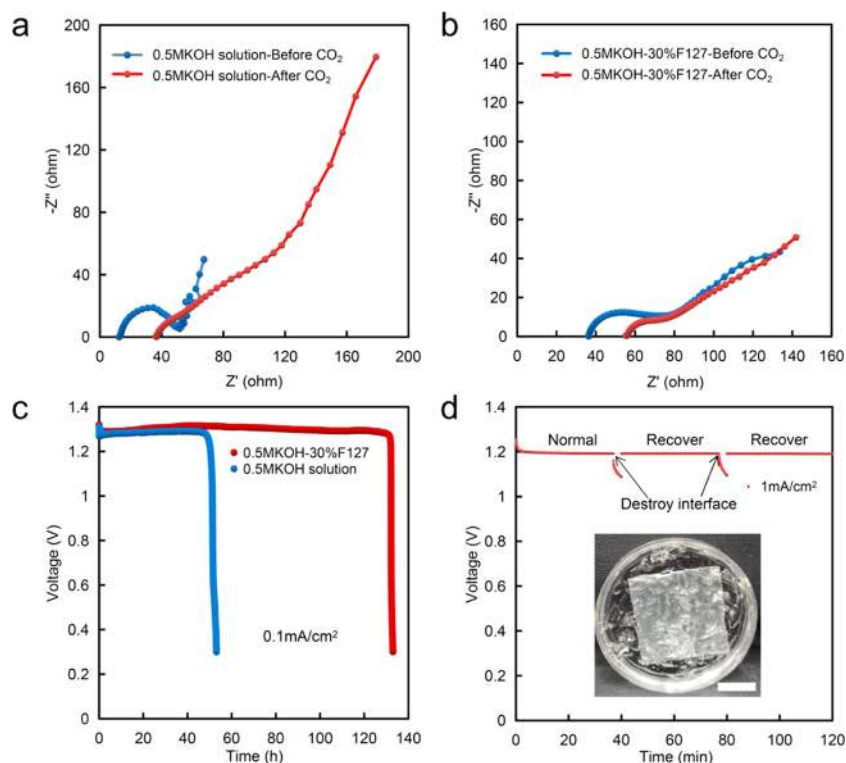 a
0.5MKOH solution-Before CO₂
0.5MKOH solution-After CO₂
-Z'' (ohm)
200
160
120
80
40
0
0 40 80 120 160 200
Z' (ohm)
b
0.5MKOH-30%F127-Before CO₂
0.5MKOH-30%F127-After CO₂
-Z'' (ohm)
160
140
120
100
80
60
40
20
0
0 20 40 60 80 100 120 140 160
Z' (ohm)
c
0.5MKOH-30%F127
0.5MKOH solution
0.1mA/cm²
Voltage (V)
1.4
1.2
1
0.8
0.6
0.4
0.2
0 20 40 60 80 100 120 140
Time (h)
d
Normal Recover Recover
Destroy interface
1mA/cm²
Voltage (V)
1.4
1.2
1.0
0.8
0.6
0.4
0.2
0 20 40 60 80 100 120
Time (min)